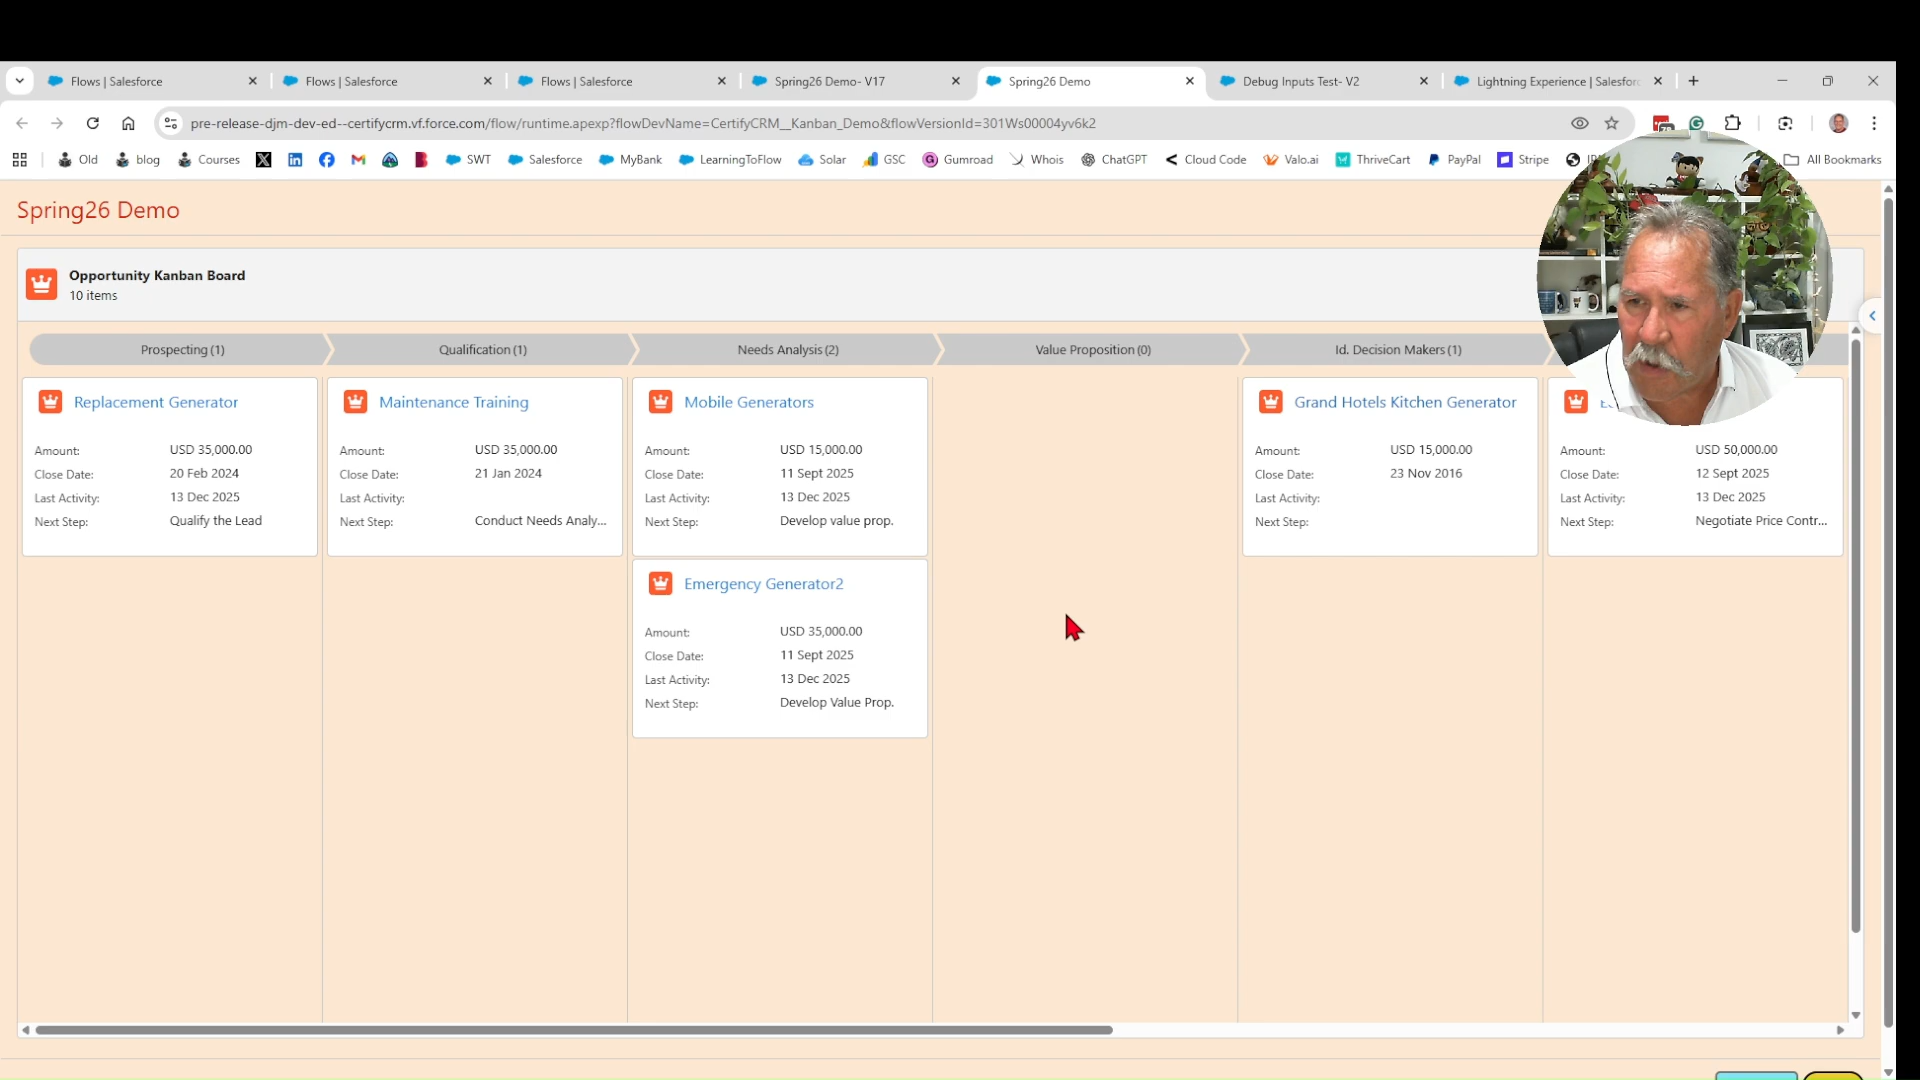 Flows | Salesforce
Flows | Salesforce
Flows | Salesforce
Spring26 Demo- V17
Spring26 Demo
Debug Inputs Test- V2
Lightning Experience | Salesfor
pre-release-djm-dev-ed--certifycrm.vf.force.com/flow/runtime.apexp?flowDevName=CertifyCRM__Kanban_Demo&flowVersionId=301Ws00004yv6k2
Old
blog
Courses
SWT
Salesforce
MyBank
LearningToFlow
Solar
GSC
Gumroad
Whois
ChatGPT
Cloud Code
Valo.ai
ThriveCart
PayPal
Stripe
All Bookmarks
Spring26 Demo
Opportunity Kanban Board
10 items
Prospecting (1)
Qualification (1)
Needs Analysis (2)
Value Proposition (0)
Id. Decision Makers (1)
Replacement Generator
Amount: USD 35,000.00
Close Date: 20 Feb 2024
Last Activity: 13 Dec 2025
Next Step: Qualify the Lead
Maintenance Training
Amount: USD 35,000.00
Close Date: 21 Jan 2024
Last Activity:
Next Step: Conduct Needs Analy...
Mobile Generators
Amount: USD 15,000.00
Close Date: 11 Sept 2025
Last Activity: 13 Dec 2025
Next Step: Develop value prop.
Emergency Generator2
Amount: USD 35,000.00
Close Date: 11 Sept 2025
Last Activity: 13 Dec 2025
Next Step: Develop Value Prop.
Grand Hotels Kitchen Generator
Amount: USD 15,000.00
Close Date: 23 Nov 2016
Last Activity:
Next Step:
Amount: USD 50,000.00
Close Date: 12 Sept 2025
Last Activity: 13 Dec 2025
Next Step: Negotiate Price Contr...